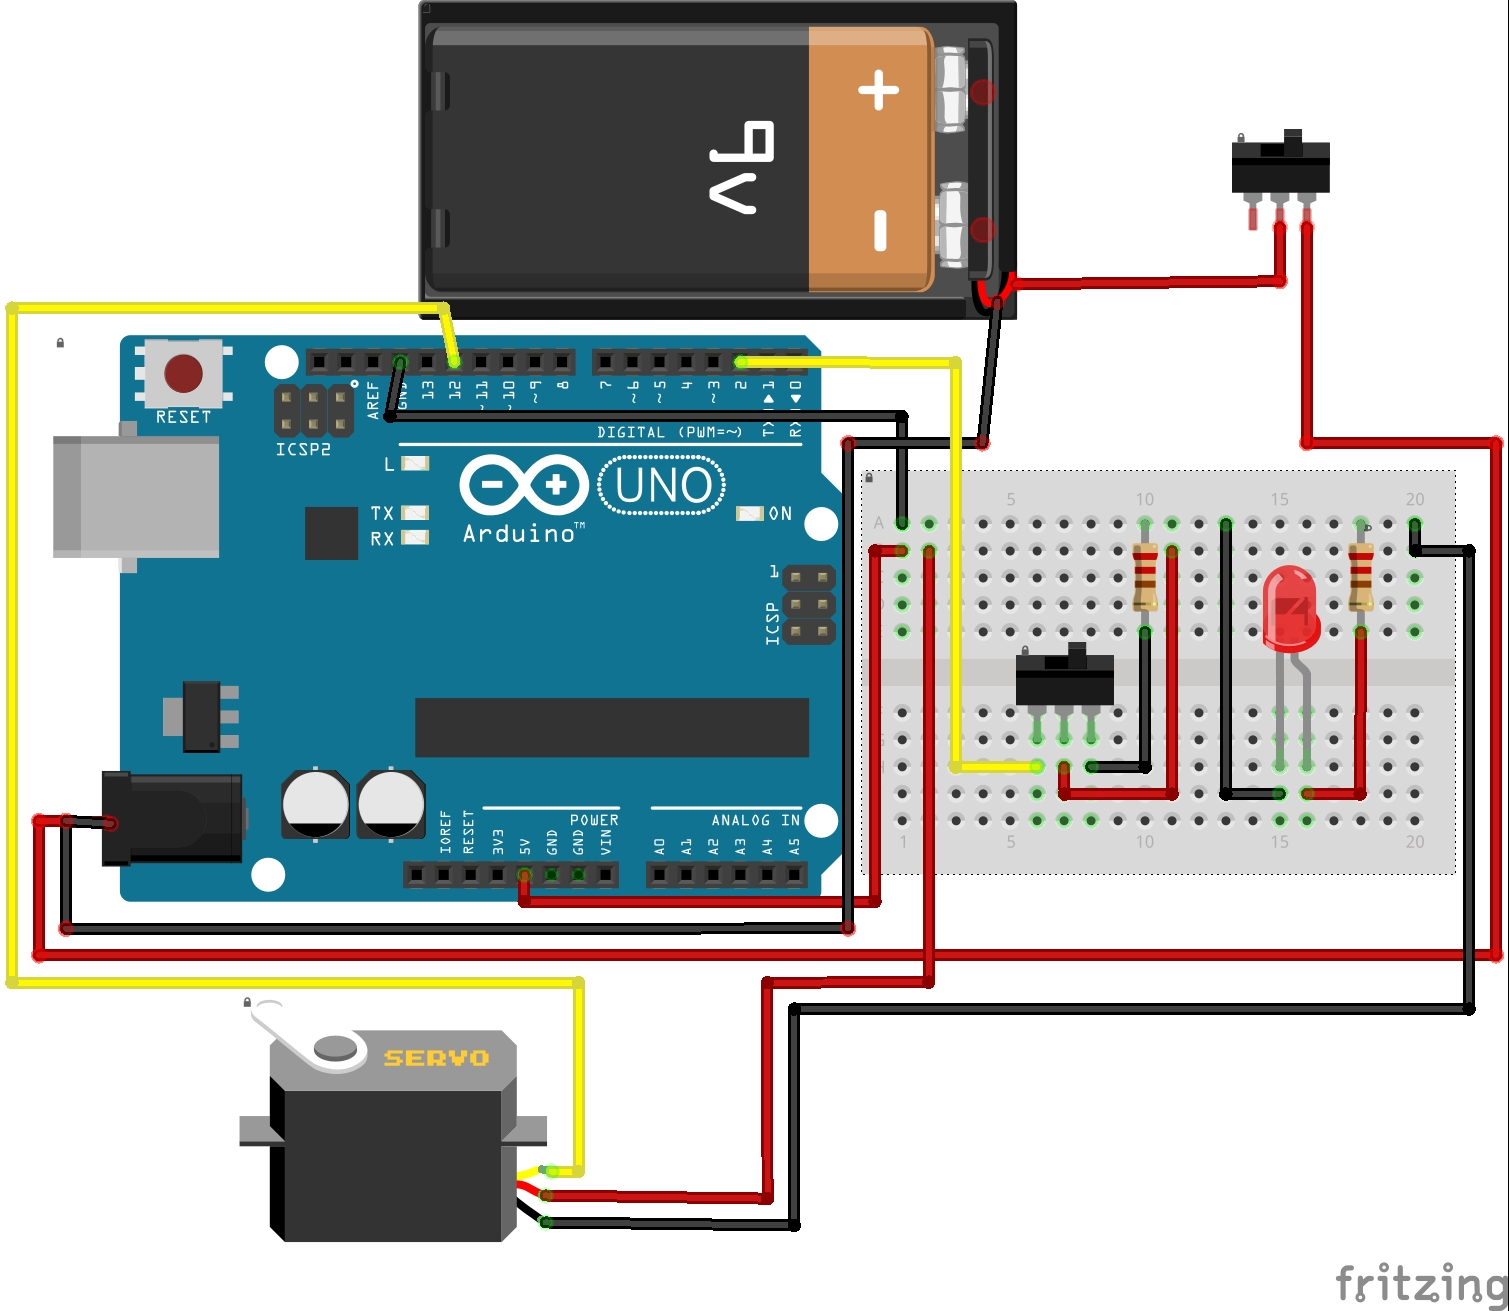 9V
+
-
RESET
ICSP2
AREF
GND
13
12
~11
~10
~9
8
7
~6
~5
4
~3
2
TX▶1
RX◀0
DIGITAL (PWM=~)
L
TX
RX
UNO
Arduino™
ON
1
ICSP
POWER
ANALOG IN
IOREF
RESET
3V3
5V
GND
GND
VIN
A0
A1
A2
A3
A4
A5
5 10 15 20
A
1 5 10 15 20
SERVO
fritzing